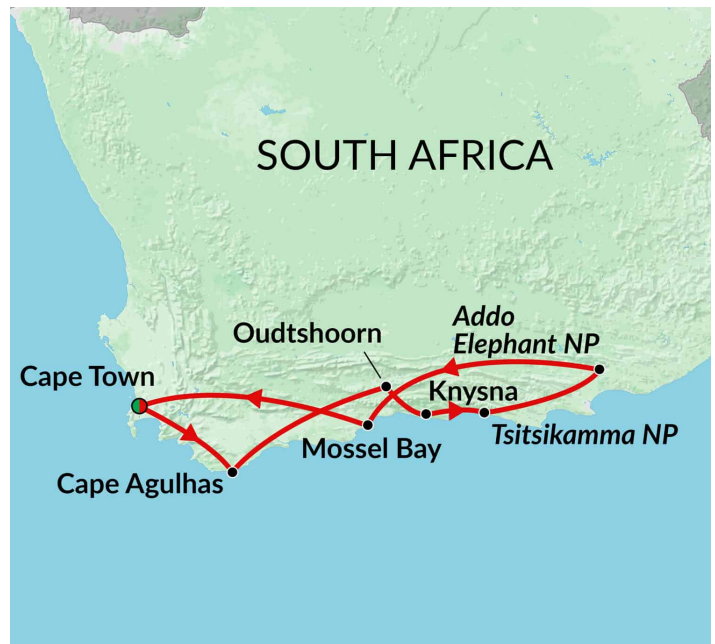 SOUTH AFRICA
Addo
Elephant NP
Oudtshoorn
Cape Town
Knysna
Mossel Bay
Tsitsikamma NP
Cape Agulhas